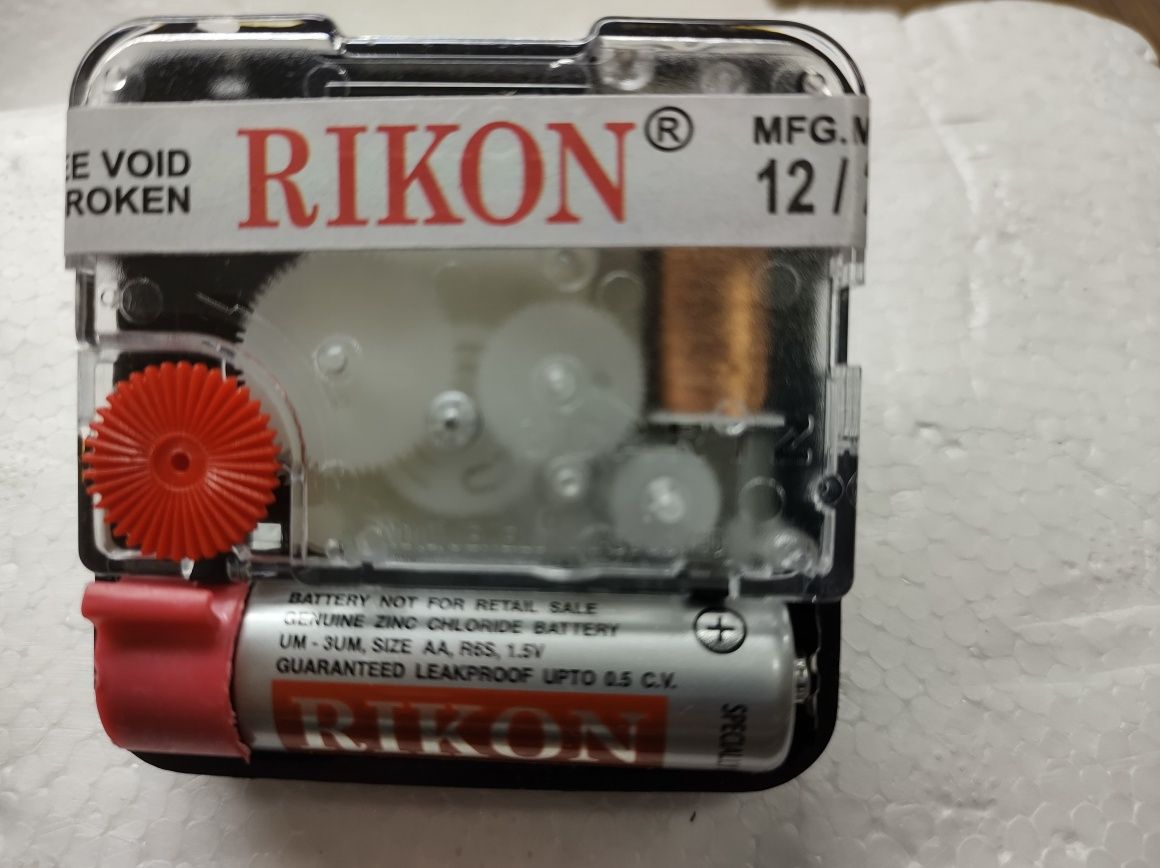 EE VOID
ROKEN
RIKON®
MFG.
12 /
BATTERY NOT FOR RETAIL SALE
GENUINE ZINC CHLORIDE BATTERY
UM - 3UM, SIZE AA, R6S, 1.5V
GUARANTEED LEAKPROOF UPTO 0.5 C.V.
RIKON
+